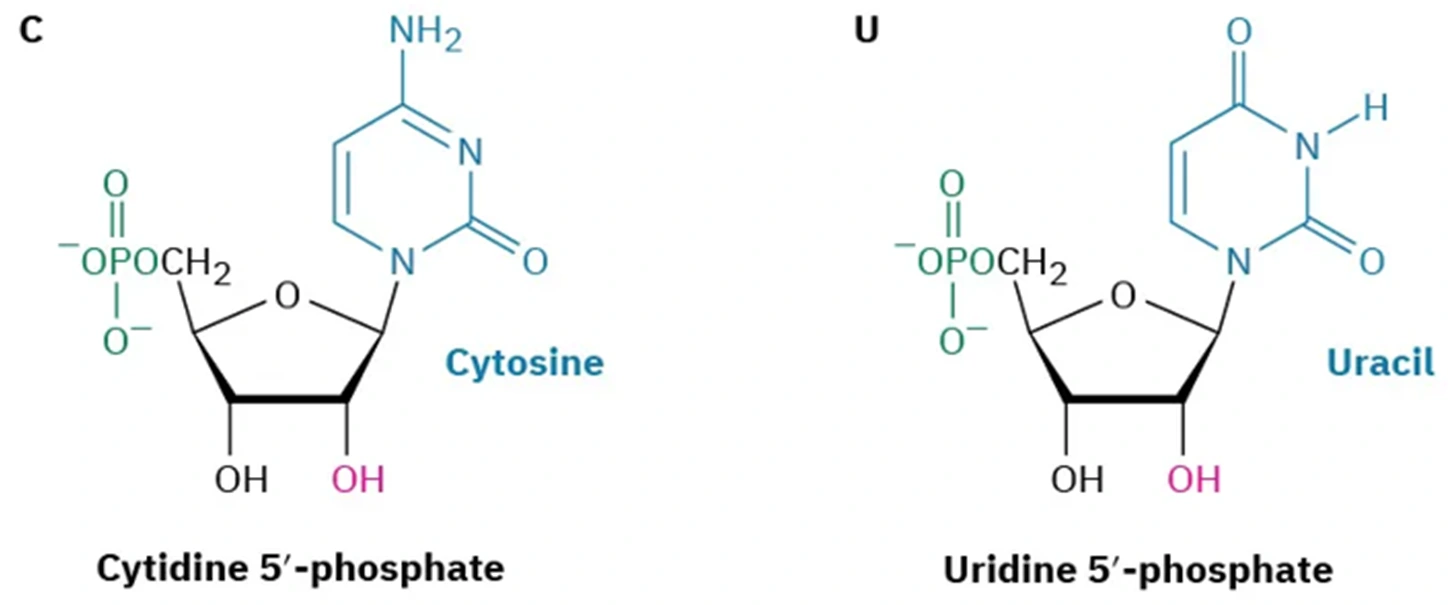 C
NH₂
N
O
⁻OPOCH₂
O
N
O
O⁻
Cytosine
OH
OH
Cytidine 5′-phosphate
U
O
H
N
O
⁻OPOCH₂
O
N
O
O⁻
Uracil
OH
OH
Uridine 5′-phosphate